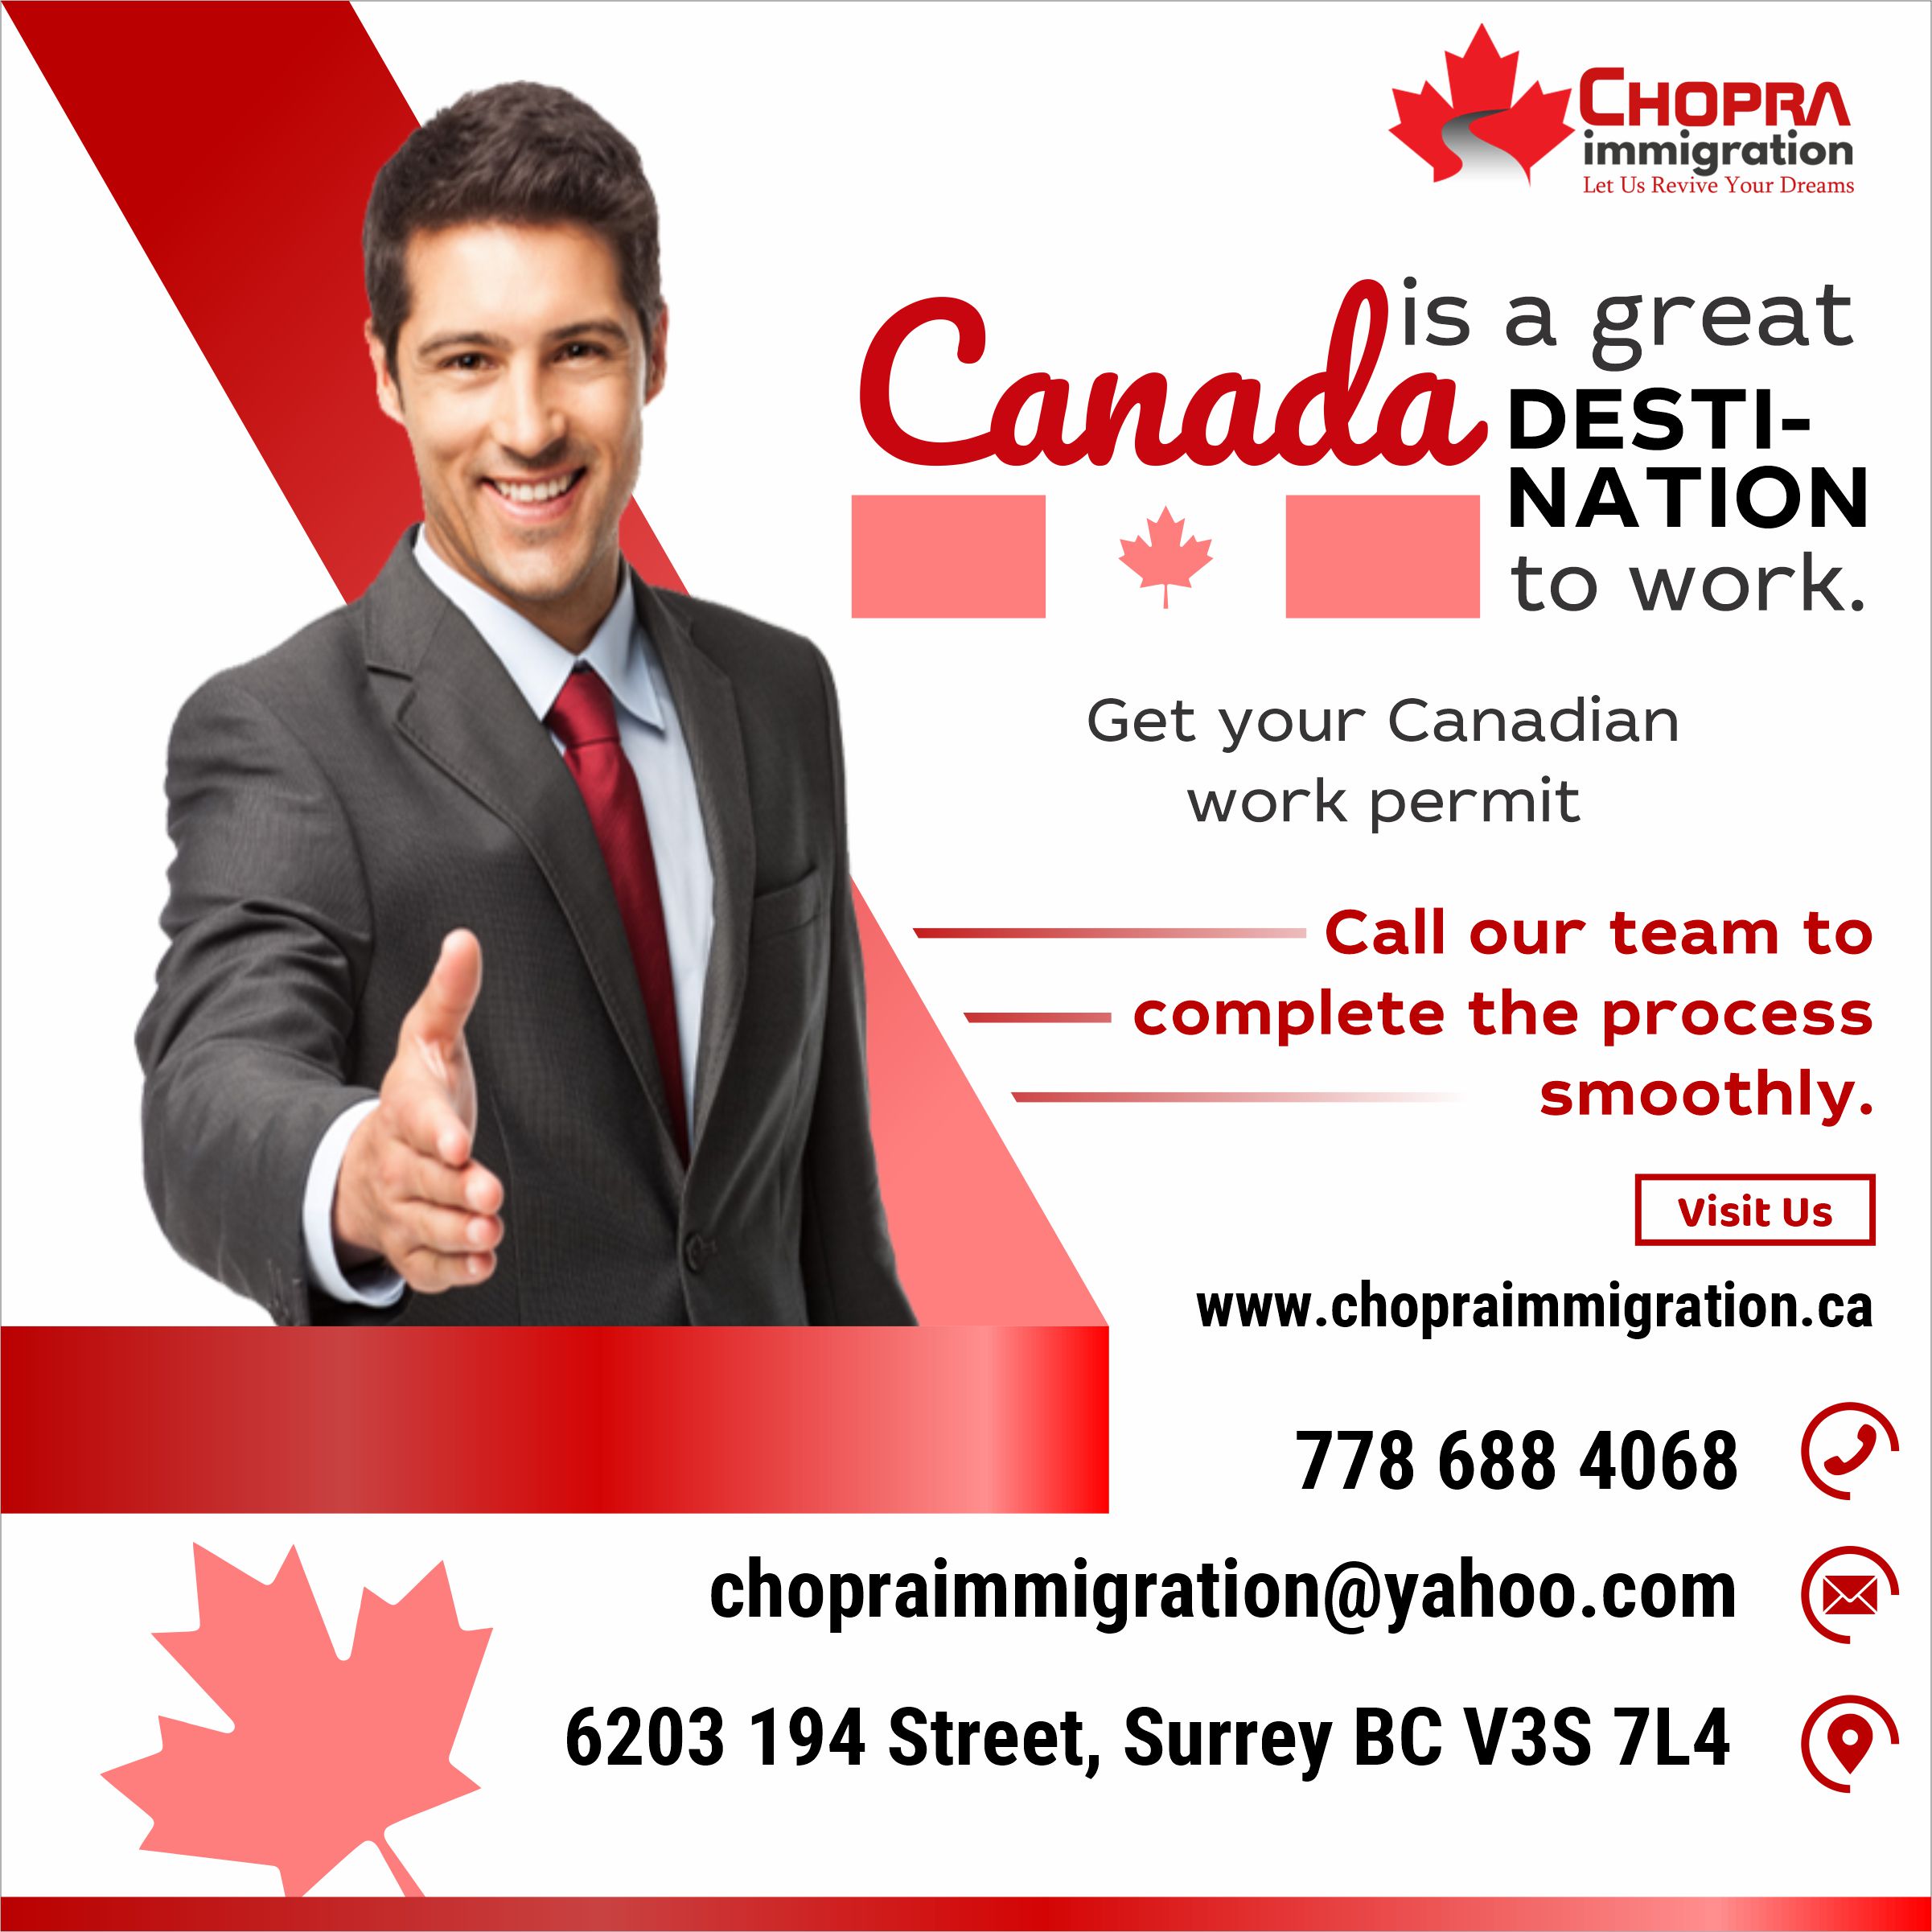 CHOPRA
immigration
Let Us Revive Your Dreams
Canada is a great
DESTI-
NATION
to work.
Get your Canadian
work permit
Call our team to
complete the process
smoothly.
Visit Us
www.chopraimmigration.ca
778 688 4068
chopraimmigration@yahoo.com
6203 194 Street, Surrey BC V3S 7L4